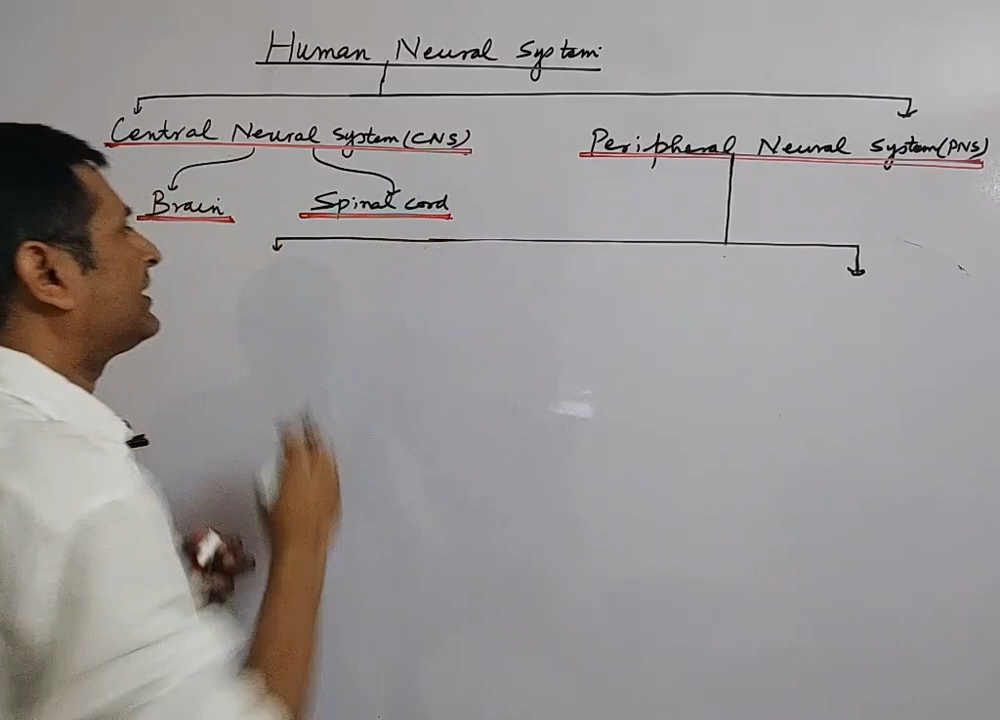 Human Neural System
Central Neural System (CNS)
Peripheral Neural System (PNS)
Brain
Spinal cord